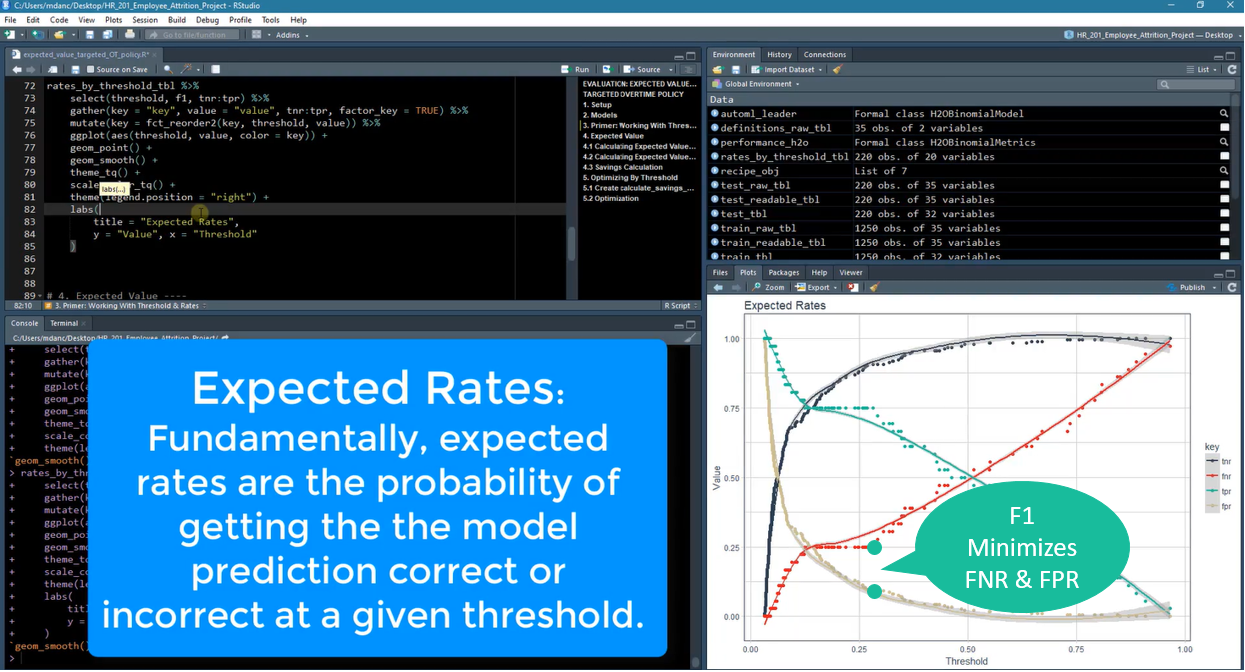 C:/Users/mdanc/Desktop/HR_201_Employee_Attrition_Project - RStudio
File Edit Code View Plots Session Build Debug Profile Tools Help
Go to file/function Addins HR_201_Employee_Attrition_Project — Desktop
expected_value_targeted_OT_policy.R*
Source on Save Run Source
72 rates_by_threshold_tbl %>%
73 select(threshold, f1, tnr:tpr) %>%
74 gather(key = "key", value = "value", tnr:tpr, factor_key = TRUE) %>%
75 mutate(key = fct_reorder2(key, threshold, value)) %>%
76 ggplot(aes(threshold, value, color = key)) +
77 geom_point() +
78 geom_smooth() +
79 theme_tq() +
80 scale_ r_tq() +
labs(...)
81 theme(legend.position = "right") +
82 labs(
83 title = "Expected Rates",
84 y = "Value", x = "Threshold"
85 )
86
87
88
89 # 4. Expected Value ----
82:10 3. Primer: Working With Threshold & Rates R Script
EVALUATION: EXPECTED VALUE...
TARGETED OVERTIME POLICY
1. Setup
2. Models
3. Primer: Working With Thres...
4. Expected Value
4.1 Calculating Expected Value...
4.2 Calculating Expected Value...
4.3 Savings Calculation
5. Optimizing By Threshold
5.1 Create calculate_savings_...
5.2 Optimization
Console Terminal
C:/Users/mdanc/Desktop/HR_201_Employee_Attrition_Project/
+ select(t
+ gather(k
+ mutate(k
+ ggplot(a
+ geom_poi
+ geom_smo
+ theme_to
+ scale_co
+ theme(le
`geom_smooth()
> rates_by_thr
+ select(t
+ gather(k
+ mutate(k
+ ggplot(a
+ geom_poi
+ geom_smo
+ theme_to
+ scale_co
+ theme(le
+ labs(
+ titl
+ y =
+ )
`geom_smooth()
>
Expected Rates:
Fundamentally, expected
rates are the probability of
getting the the model
prediction correct or
incorrect at a given threshold.
Environment History Connections
Import Dataset List
Global Environment
Data
automl_leader Formal class H2OBinomialModel
definitions_raw_tbl 35 obs. of 2 variables
performance_h2o Formal class H2OBinomialMetrics
rates_by_threshold_tbl 220 obs. of 20 variables
recipe_obj List of 7
test_raw_tbl 220 obs. of 35 variables
test_readable_tbl 220 obs. of 35 variables
test_tbl 220 obs. of 32 variables
train_raw_tbl 1250 obs. of 35 variables
train_readable_tbl 1250 obs. of 35 variables
train_tbl 1250 obs. of 32 variables
Files Plots Packages Help Viewer
Zoom Export Publish
Expected Rates
1.00
0.75
0.50
0.25
0.00
Value
0.00 0.25 0.50 0.75 1.00
Threshold
key
tnr
fnr
tpr
fpr
F1
Minimizes
FNR & FPR